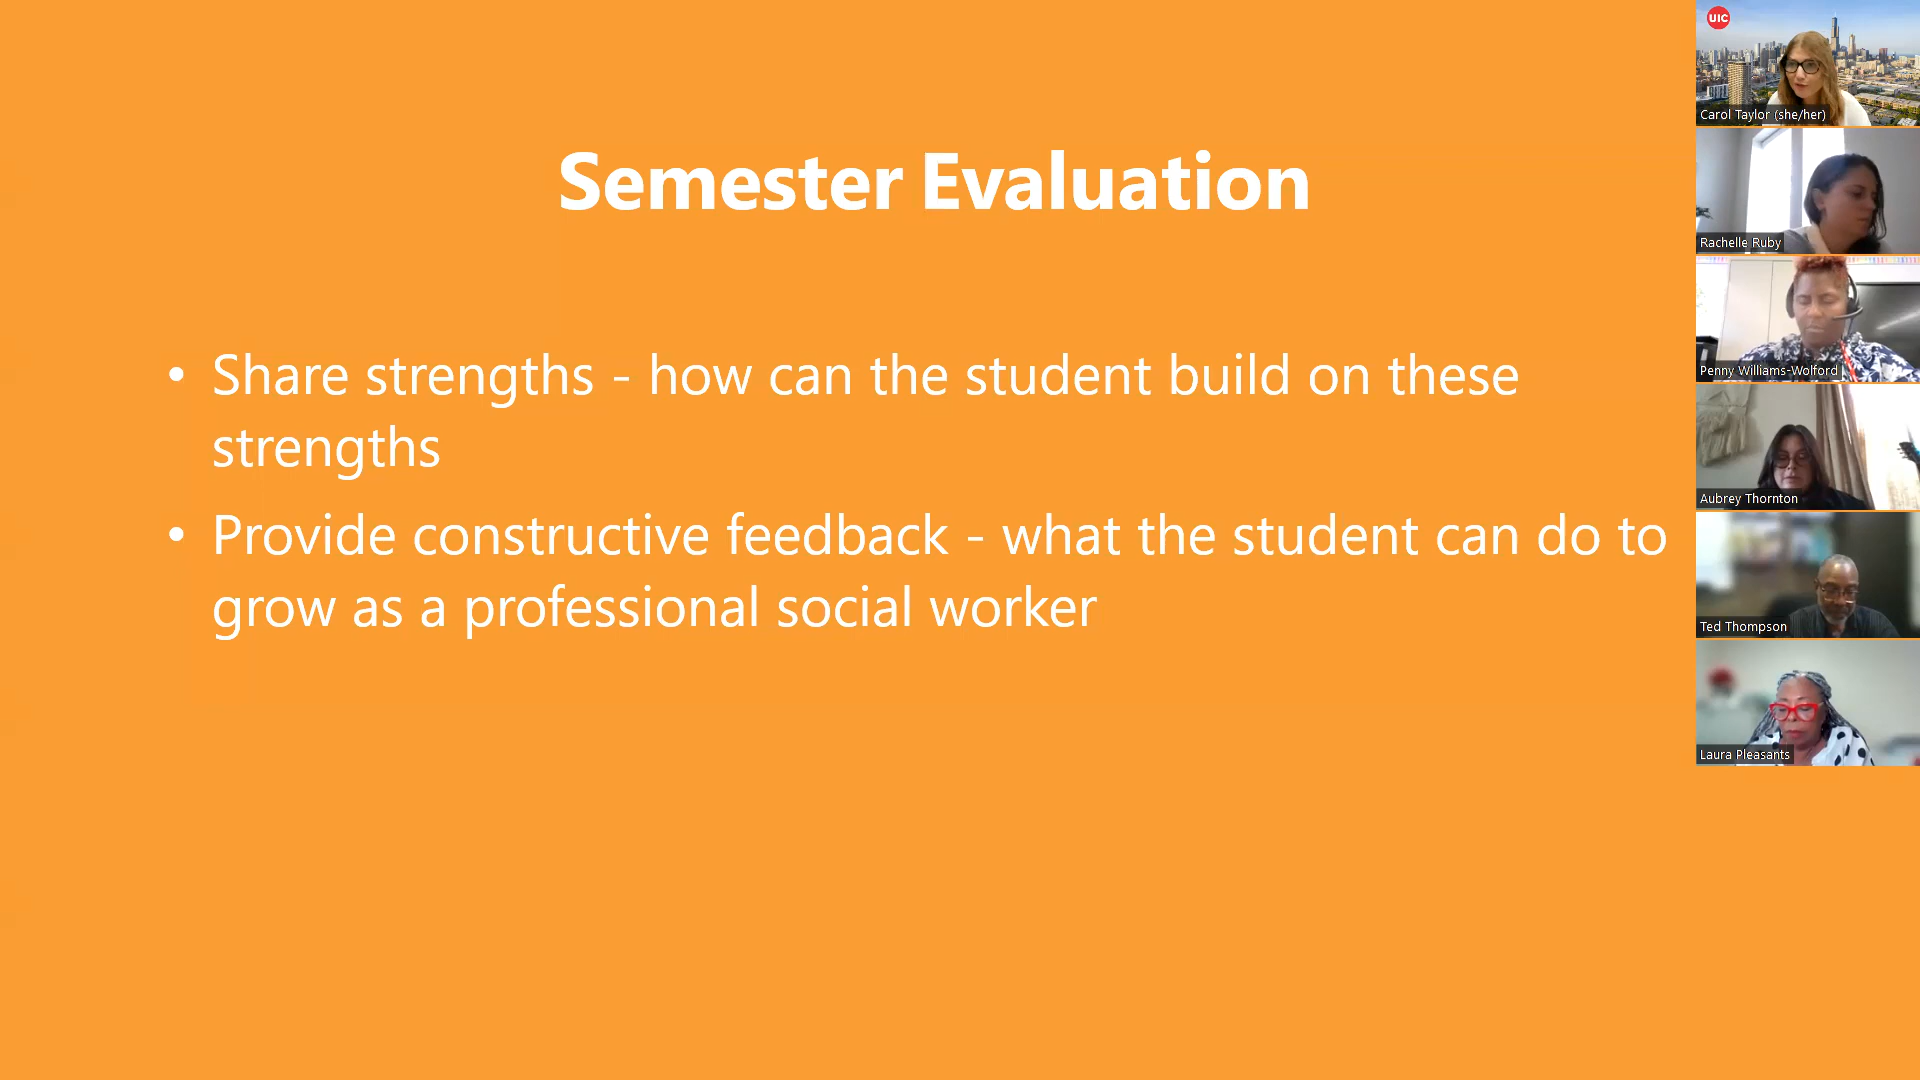 Semester Evaluation
• Share strengths - how can the student build on these
strengths
• Provide constructive feedback - what the student can do to
grow as a professional social worker
UIC
Carol Taylor (she/her)
Rachelle Ruby
Penny Williams-Wolford
Aubrey Thornton
Ted Thompson
Laura Pleasants